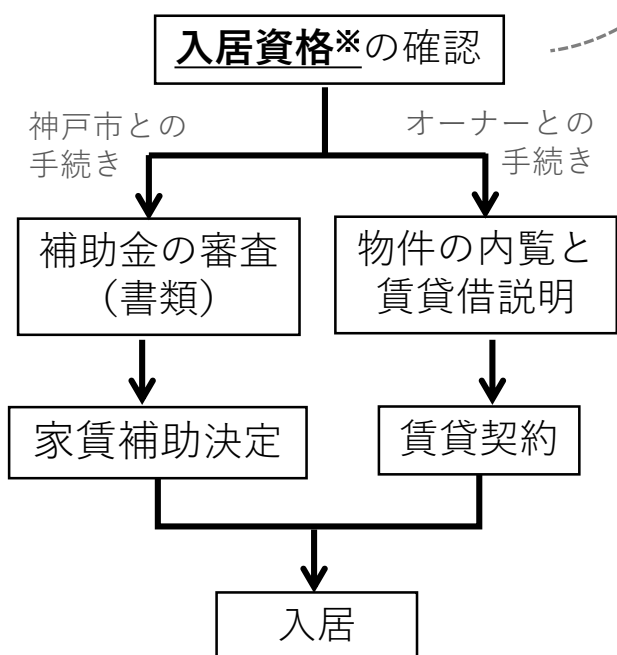 入居資格※の確認
神戸市との
手続き
オーナーとの
手続き
補助金の審査
（書類）
物件の内覧と
賃貸借説明
家賃補助決定
賃貸契約
入居